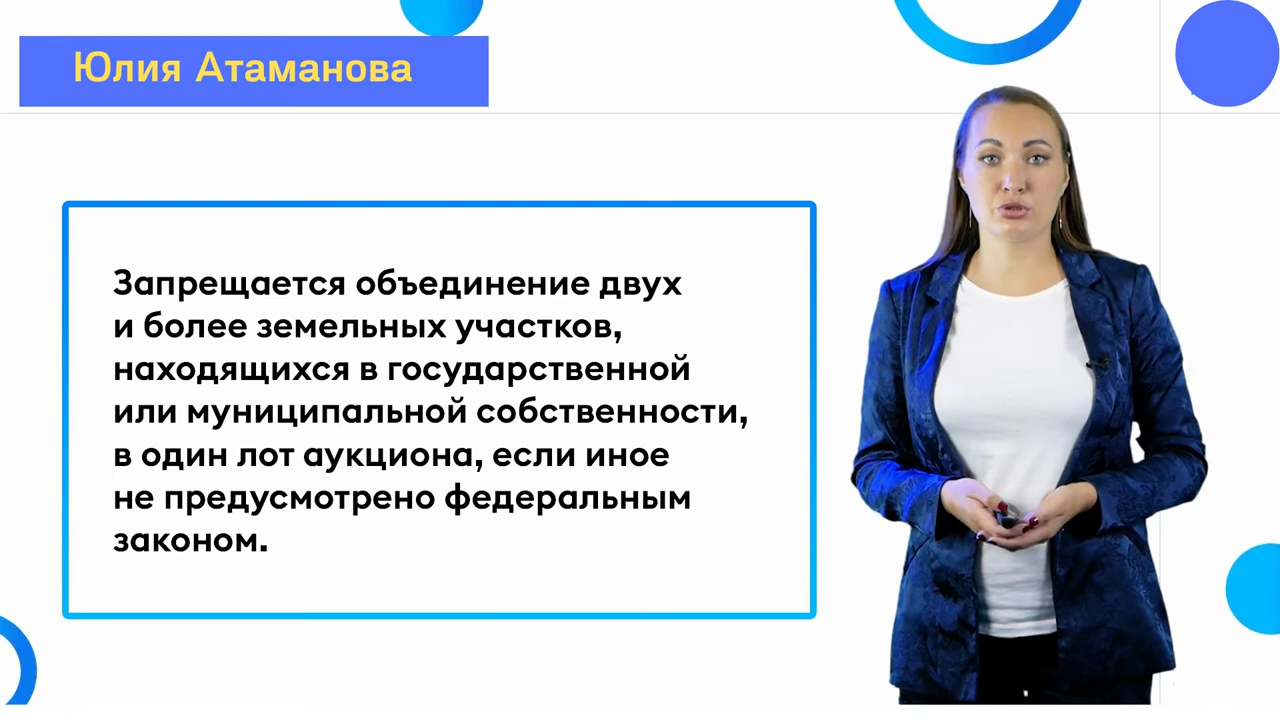 Юлия Атаманова
Запрещается объединение двух
и более земельных участков,
находящихся в государственной
или муниципальной собственности,
в один лот аукциона, если иное
не предусмотрено федеральным
законом.